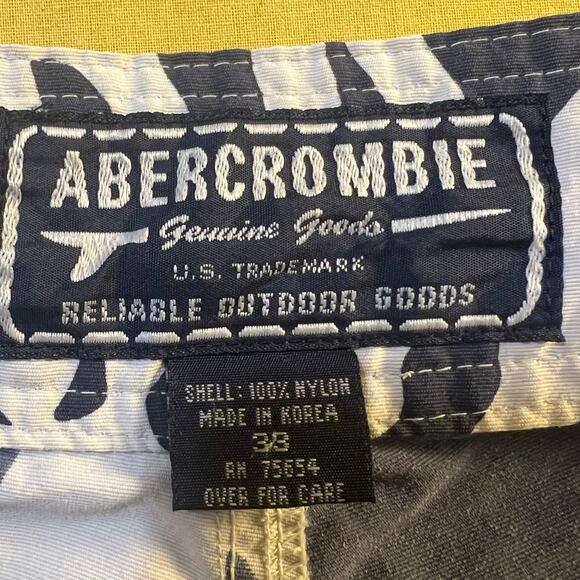 ABERCROMBIE
Genuine Goods
U.S. TRADEMARK
RELIABLE OUTDOOR GOODS
SHELL: 100% NYLON
MADE IN KOREA
38
RN 75654
OVER FOR CARE